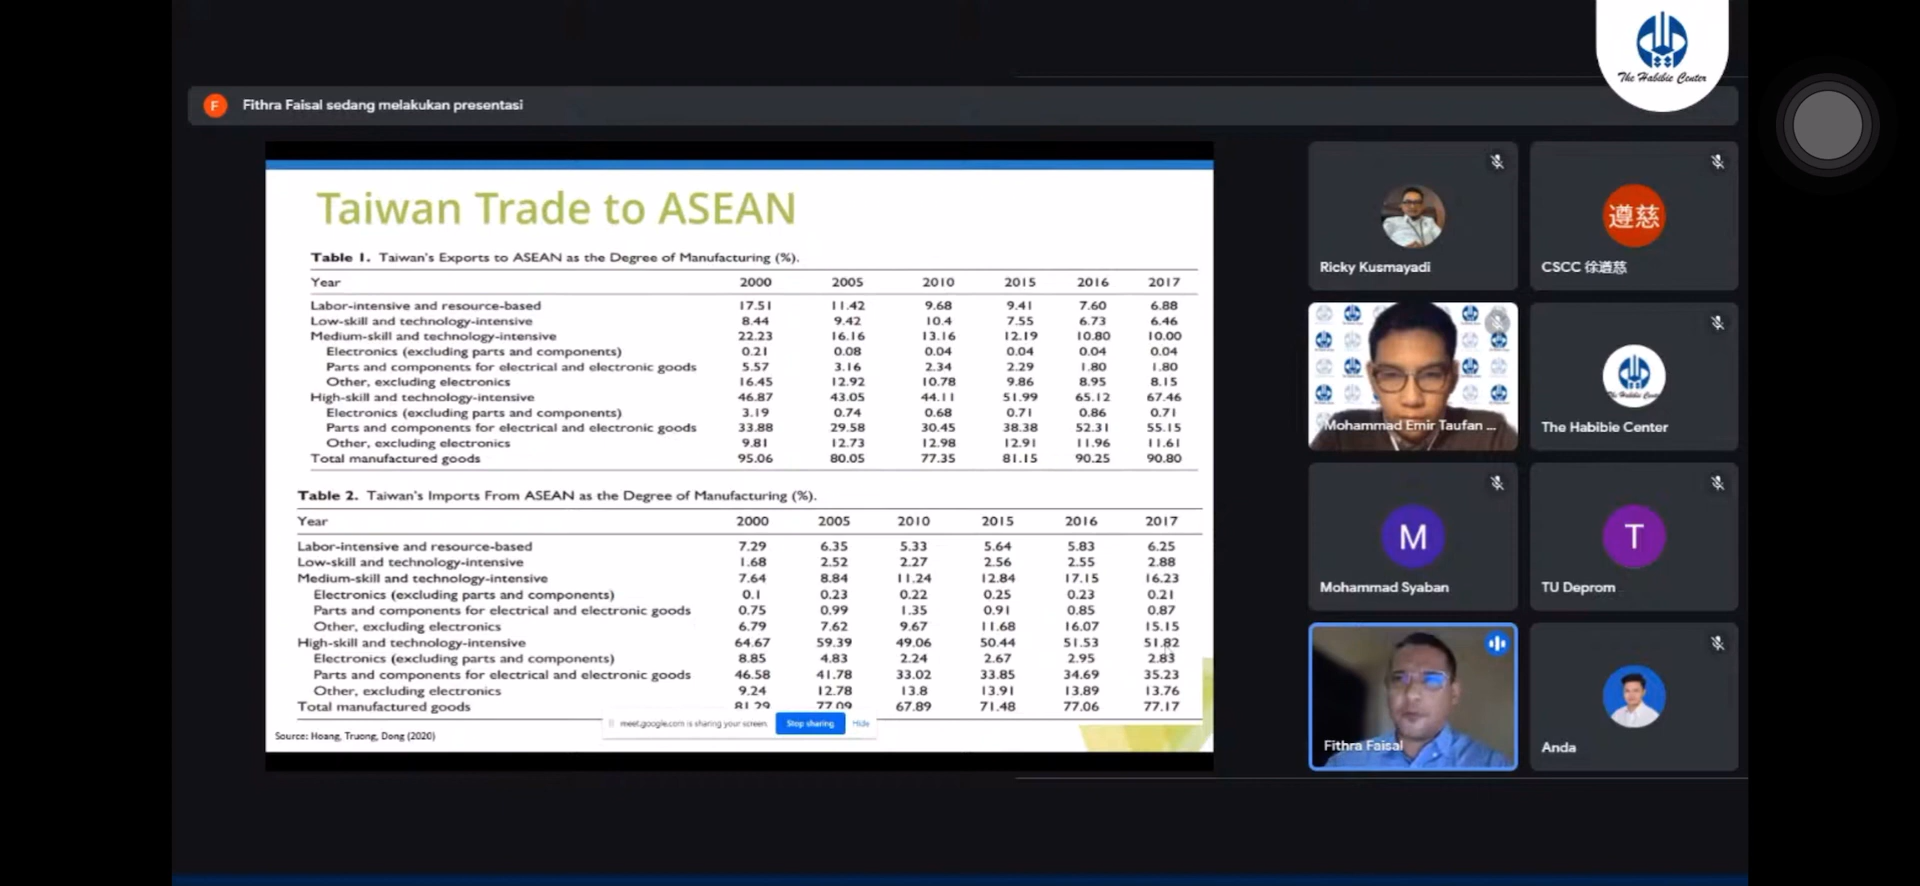 The Habibie Center
F Fithra Faisal sedang melakukan presentasi
Taiwan Trade to ASEAN
Table 1. Taiwan's Exports to ASEAN as the Degree of Manufacturing (%).
Year 2000 2005 2010 2015 2016 2017
Labor-intensive and resource-based 17.51 11.42 9.68 9.41 7.60 6.88
Low-skill and technology-intensive 8.44 9.42 10.4 7.55 6.73 6.46
Medium-skill and technology-intensive 22.23 16.16 13.16 12.19 10.80 10.00
Electronics (excluding parts and components) 0.21 0.08 0.04 0.04 0.04 0.04
Parts and components for electrical and electronic goods 5.57 3.16 2.34 2.29 1.80 1.80
Other, excluding electronics 16.45 12.92 10.78 9.86 8.95 8.15
High-skill and technology-intensive 46.87 43.05 44.11 51.99 65.12 67.46
Electronics (excluding parts and components) 3.19 0.74 0.68 0.71 0.86 0.71
Parts and components for electrical and electronic goods 33.88 29.58 30.45 38.38 52.31 55.15
Other, excluding electronics 9.81 12.73 12.98 12.91 11.96 11.61
Total manufactured goods 95.06 80.05 77.35 81.15 90.25 90.80
Table 2. Taiwan's Imports From ASEAN as the Degree of Manufacturing (%).
Year 2000 2005 2010 2015 2016 2017
Labor-intensive and resource-based 7.29 6.35 5.33 5.64 5.83 6.25
Low-skill and technology-intensive 1.68 2.52 2.27 2.56 2.55 2.88
Medium-skill and technology-intensive 7.64 8.84 11.24 12.84 17.15 16.23
Electronics (excluding parts and components) 0.1 0.23 0.22 0.25 0.23 0.21
Parts and components for electrical and electronic goods 0.75 0.99 1.35 0.91 0.85 0.87
Other, excluding electronics 6.79 7.62 9.67 11.68 16.07 15.15
High-skill and technology-intensive 64.67 59.39 49.06 50.44 51.53 51.82
Electronics (excluding parts and components) 8.85 4.83 2.24 2.67 2.95 2.83
Parts and components for electrical and electronic goods 46.58 41.78 33.02 33.85 34.69 35.23
Other, excluding electronics 9.24 12.78 13.8 13.91 13.89 13.76
Total manufactured goods 81.29 77.09 67.89 71.48 77.06 77.17
meet.google.com is sharing your screen. Stop sharing Hide
Source: Hoang, Truong, Dong (2020)
Ricky Kusmayadi
遵慈
CSCC 徐遵慈
Mohammad Emir Taufan ...
The Habibie Center
The Habibie Center
M
Mohammad Syaban
T
TU Deprom
Fithra Faisal
Anda